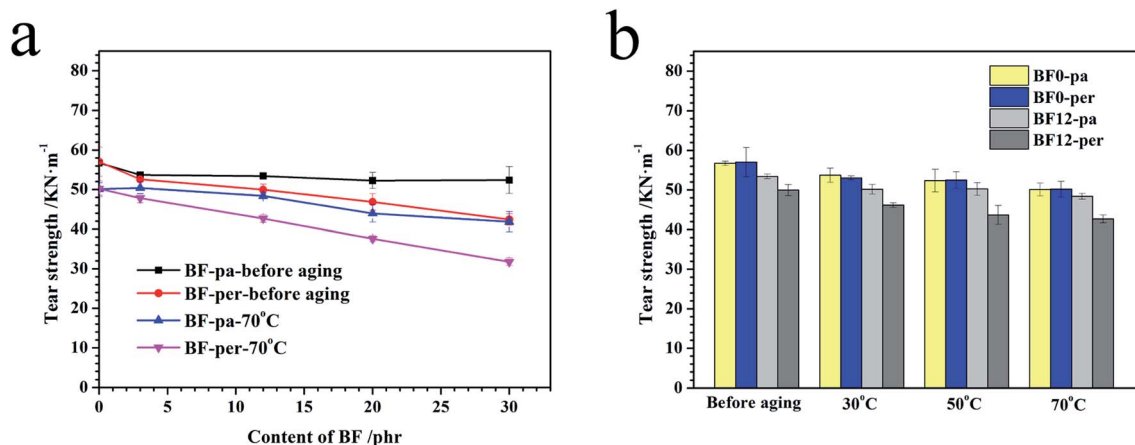 a
Tear strength /KN·m⁻¹
80
70
60
50
40
30
20
10
0
BF-pa-before aging
BF-per-before aging
BF-pa-70°C
BF-per-70°C
0 5 10 15 20 25 30
Content of BF /phr
b
Tear strength /KN·m⁻¹
80
70
60
50
40
30
20
10
0
BF0-pa
BF0-per
BF12-pa
BF12-per
Before aging 30°C 50°C 70°C